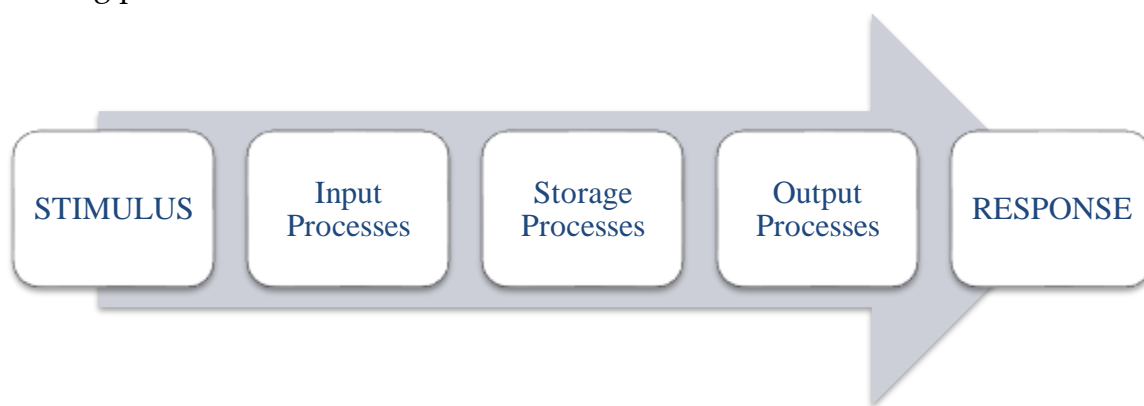 STIMULUS
Input
Processes
Storage
Processes
Output
Processes
RESPONSE